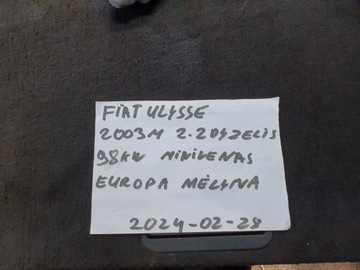 FIAT ULYSSE
2003M 2.2DYZELIS
98KW MINIVENAS
EUROPA MĖLYNA
2024-02-28